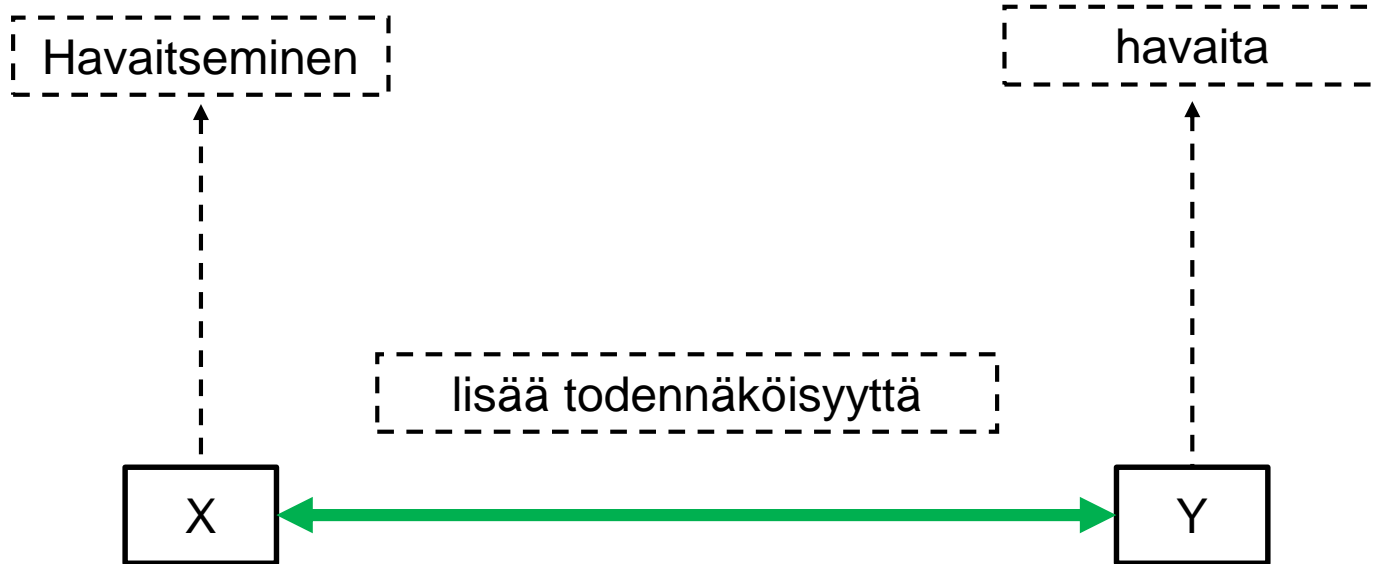 Havaitseminen
havaita
lisää todennäköisyyttä
X
Y